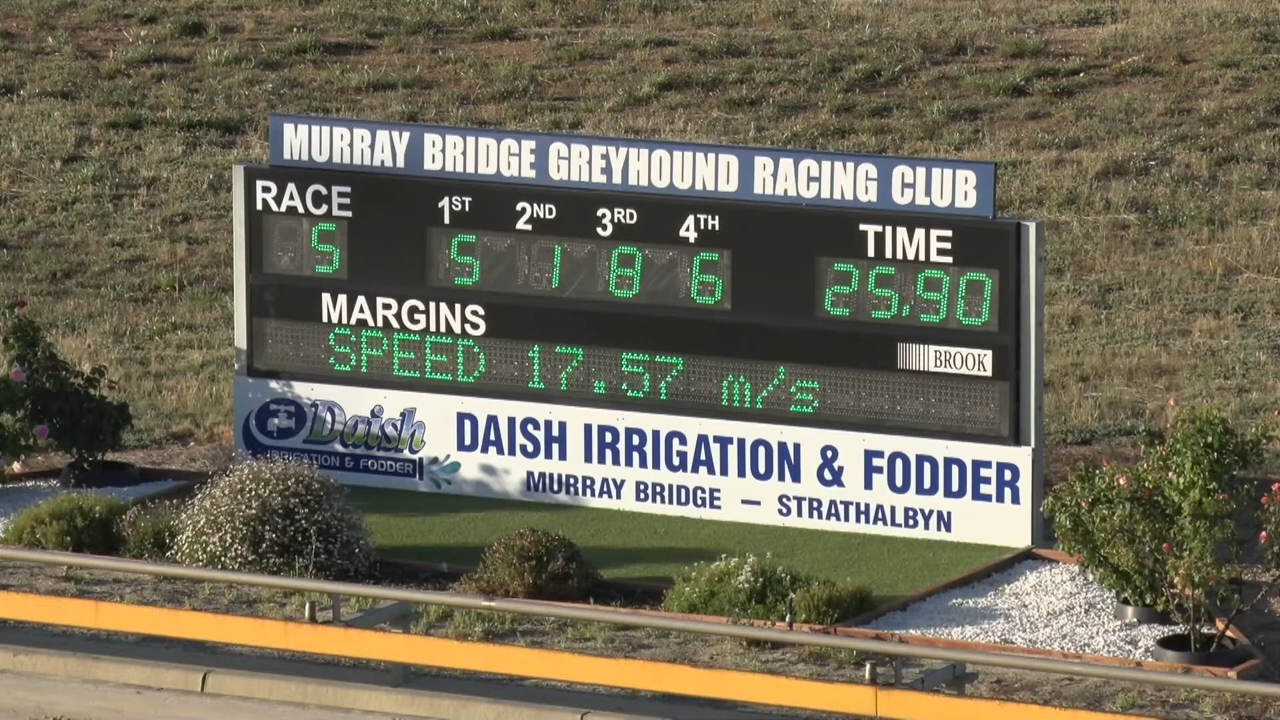 MURRAY BRIDGE GREYHOUND RACING CLUB
RACE 1ST 2ND 3RD 4TH TIME
5 5 1 8 6 25.90
MARGINS
BROOK
SPEED 17.57 m/s
Daish
IRRIGATION & FODDER
DAISH IRRIGATION & FODDER
MURRAY BRIDGE — STRATHALBYN